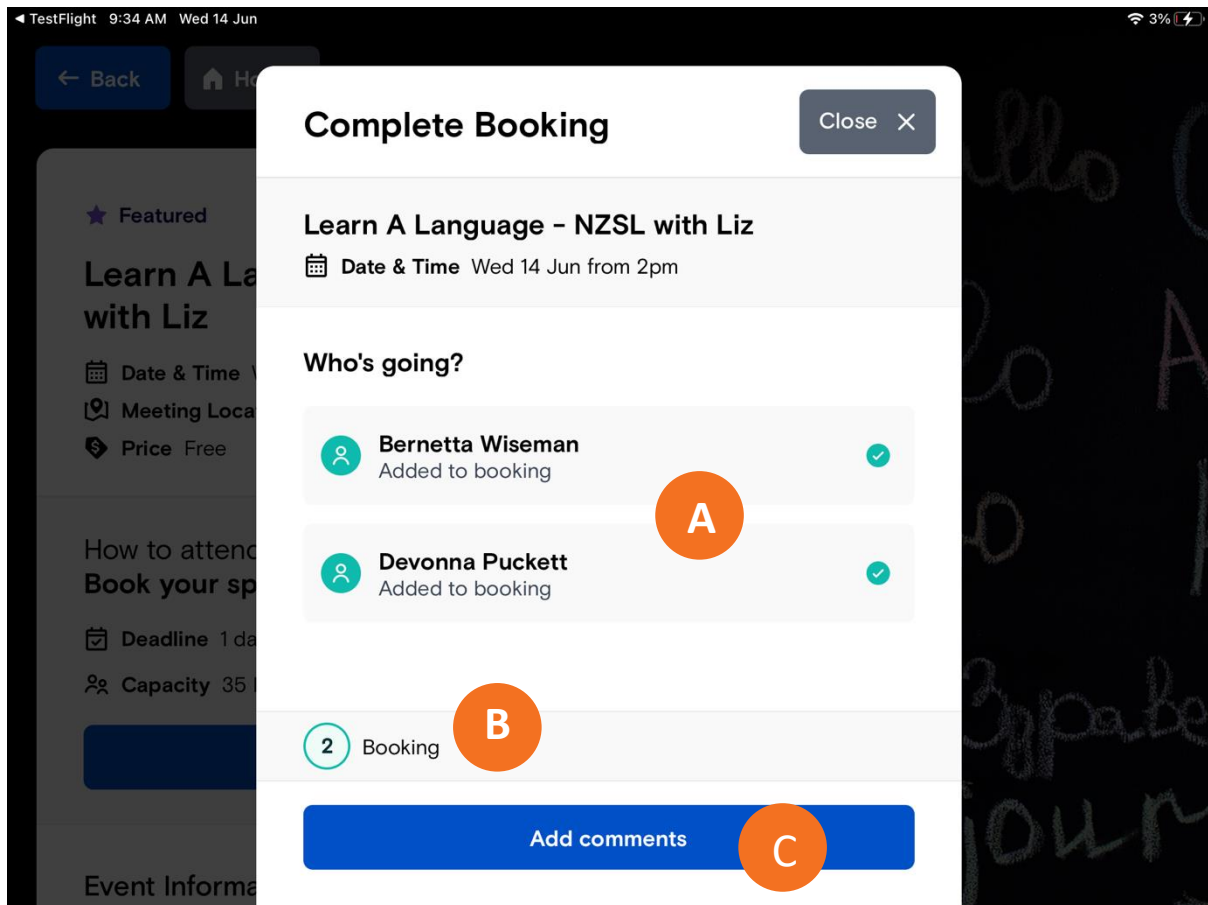 ◄ TestFlight 9:34 AM Wed 14 Jun 3%
← Back
Complete Booking
Close ×
Featured
Learn A La
with Liz
Date & Time
Meeting Loca
Price Free
How to attend
Book your sp
Deadline 1 da
Capacity 35
Event Informa
Learn A Language – NZSL with Liz
Date & Time Wed 14 Jun from 2pm
Who's going?
Bernetta Wiseman
Added to booking
A
Devonna Puckett
Added to booking
2 Booking
B
Add comments
C